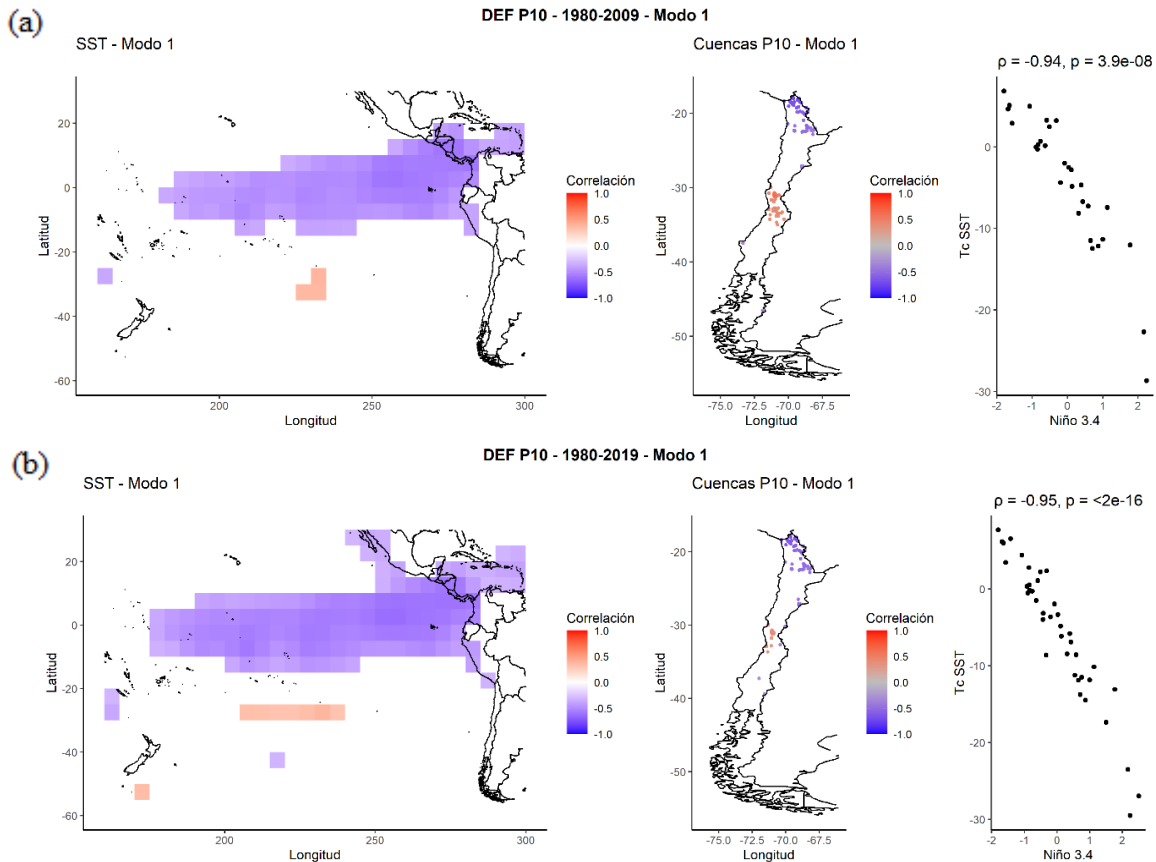 (a)
DEF P10 - 1980-2009 - Modo 1
SST - Modo 1
Cuencas P10 - Modo 1
ρ = -0.94, p = 3.9e-08
20
0
-20
-40
-60
Latitud
200
250
300
Longitud
Correlación
1.0
0.5
0.0
-0.5
-1.0
-20
-30
-40
-50
Latitud
-75.0
-72.5
-70.0
-67.5
Longitud
Correlación
1.0
0.5
0.0
-0.5
-1.0
0
-10
-20
-30
Tc SST
-2
-1
0
1
2
Niño 3.4
(b)
DEF P10 - 1980-2019 - Modo 1
SST - Modo 1
Cuencas P10 - Modo 1
ρ = -0.95, p = <2e-16
20
0
-20
-40
-60
Latitud
200
250
300
Longitud
Correlación
1.0
0.5
0.0
-0.5
-1.0
-20
-30
-40
-50
Latitud
-75.0
-72.5
-70.0
-67.5
Longitud
Correlación
1.0
0.5
0.0
-0.5
-1.0
0
-10
-20
-30
Tc SST
-2
-1
0
1
2
Niño 3.4